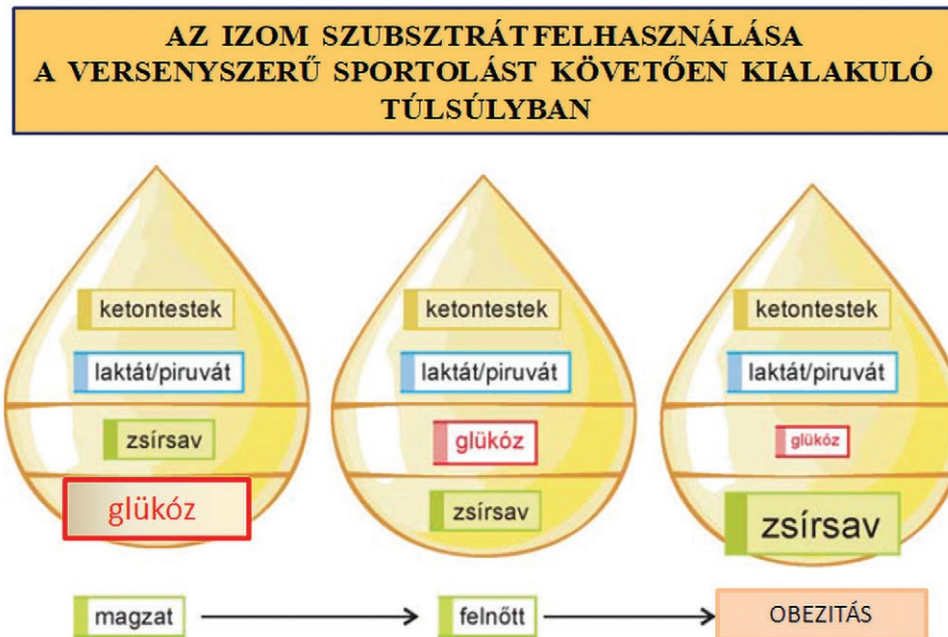 AZ IZOM SZUBSZTRÁTFELHASZNÁLÁSA
A VERSENYSZERŰ SPORTOLÁST KÖVETŐEN KIALAKULÓ
TÚLSÚLYBAN
ketontestek
laktát/piruvát
zsírsav
glükóz
ketontestek
laktát/piruvát
glükóz
zsírsav
ketontestek
laktát/piruvát
glükóz
zsírsav
magzat
felnőtt
OBEZITÁS